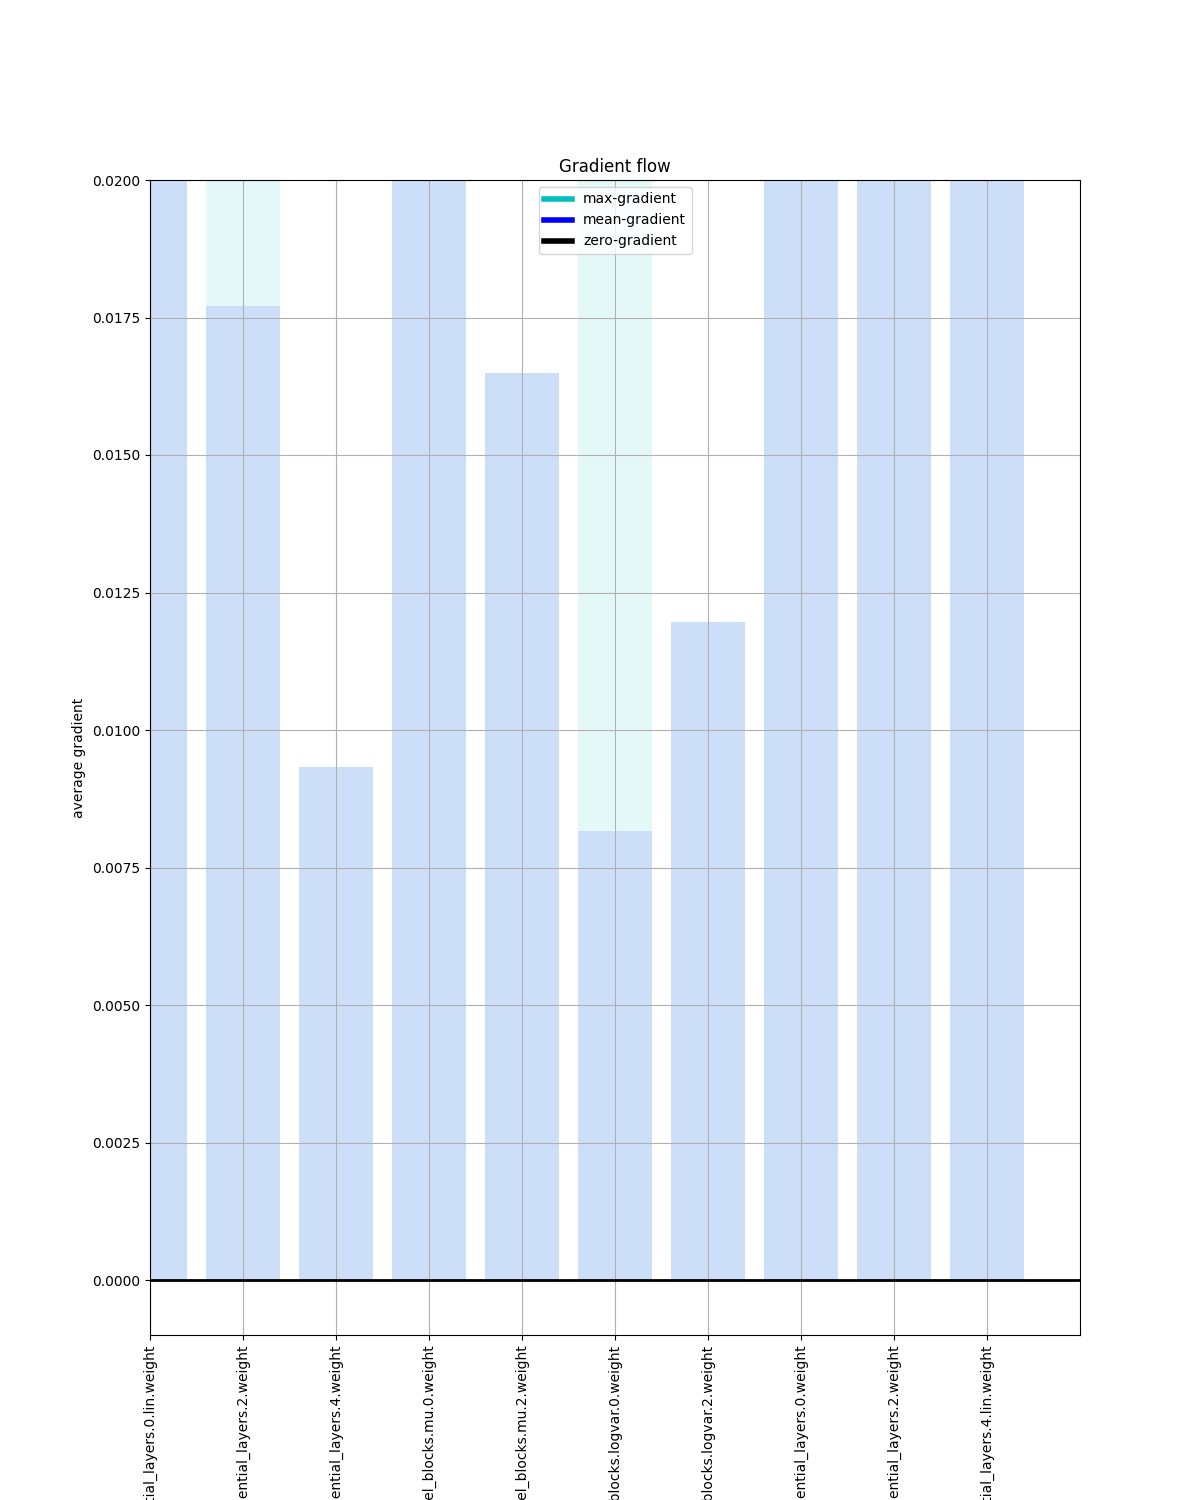 Gradient flow
max-gradient
mean-gradient
zero-gradient
0.0200
0.0175
0.0150
0.0125
0.0100
0.0075
0.0050
0.0025
0.0000
average gradient
tial_layers.0.lin.weight
ential_layers.2.weight
ential_layers.4.weight
el_blocks.mu.0.weight
el_blocks.mu.2.weight
blocks.logvar.0.weight
blocks.logvar.2.weight
ential_layers.0.weight
ential_layers.2.weight
tial_layers.4.lin.weight